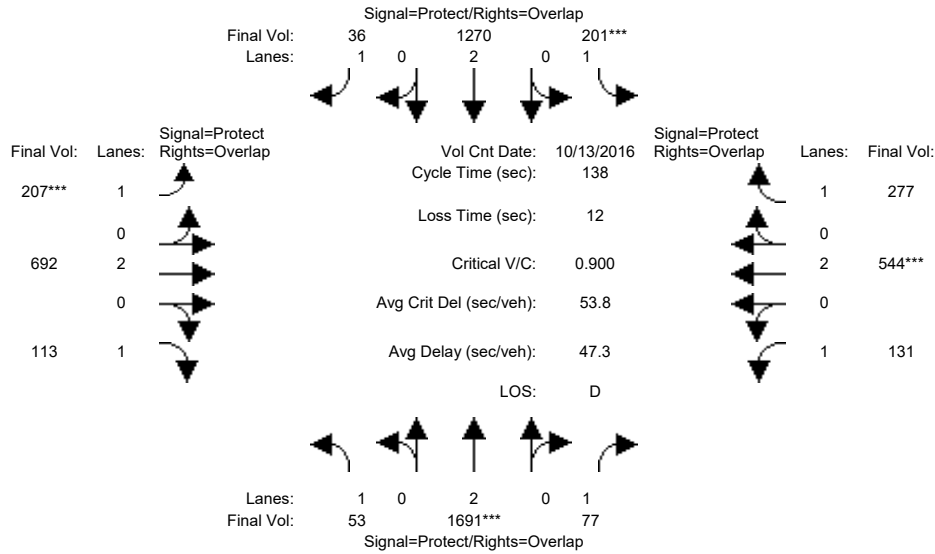 Signal=Protect/Rights=Overlap
Final Vol: 36 1270 201***
Lanes: 1 0 2 0 1
Signal=Protect
Final Vol: Lanes: Rights=Overlap
Vol Cnt Date: 10/13/2016
Signal=Protect
Rights=Overlap Lanes: Final Vol:
Cycle Time (sec): 138
207*** 1
1 277
Loss Time (sec): 12
0
0
692 2
Critical V/C: 0.900
2 544***
0
Avg Crit Del (sec/veh): 53.8
0
113 1
Avg Delay (sec/veh): 47.3
1 131
LOS: D
Lanes: 1 0 2 0 1
Final Vol: 53 1691*** 77
Signal=Protect/Rights=Overlap